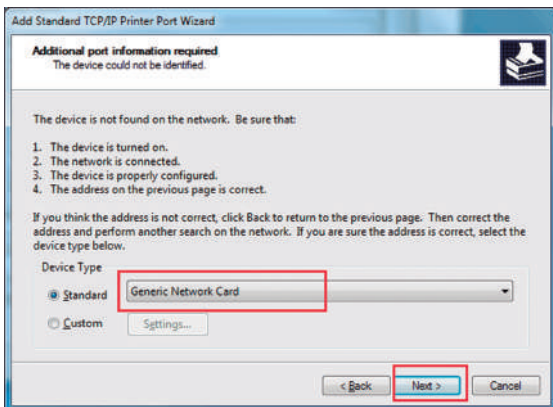 Add Standard TCP/IP Printer Port Wizard
Additional port information required
The device could not be identified.
The device is not found on the network. Be sure that:
1. The device is turned on.
2. The network is connected.
3. The device is properly configured.
4. The address on the previous page is correct.
If you think the address is not correct, click Back to return to the previous page. Then correct the
address and perform another search on the network. If you are sure the address is correct, select the
device type below.
Device Type
Standard Generic Network Card
Custom Settings...
< Back Next > Cancel